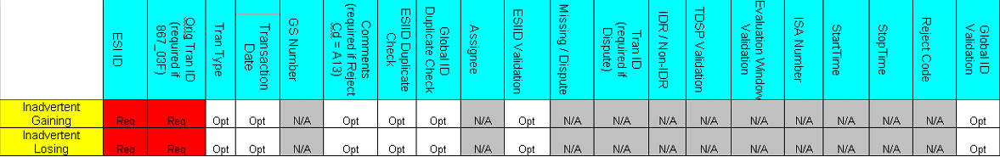 ESI ID
Orig Tran ID
(required if
867_03F)
Tran Type
Transaction
Date
GS Number
Comments
(required if Reject
Cd = A13)
ESIID Duplicate
Check
Global ID
Duplicate Check
Assignee
ESIID Validation
Missing / Dispute
Tran ID
(required if
Dispute)
IDR / Non-IDR
TDSP Validation
Evaluation Window
Validation
ISA Number
StartTime
StopTime
Reject Code
Global ID
Validation
Inadvertent
Gaining Req Req Opt Opt N/A Opt Opt Opt N/A Opt N/A N/A N/A N/A N/A N/A N/A N/A N/A Opt
Inadvertent
Losing Req Req Opt Opt N/A Opt Opt Opt N/A Opt N/A N/A N/A N/A N/A N/A N/A N/A N/A Opt